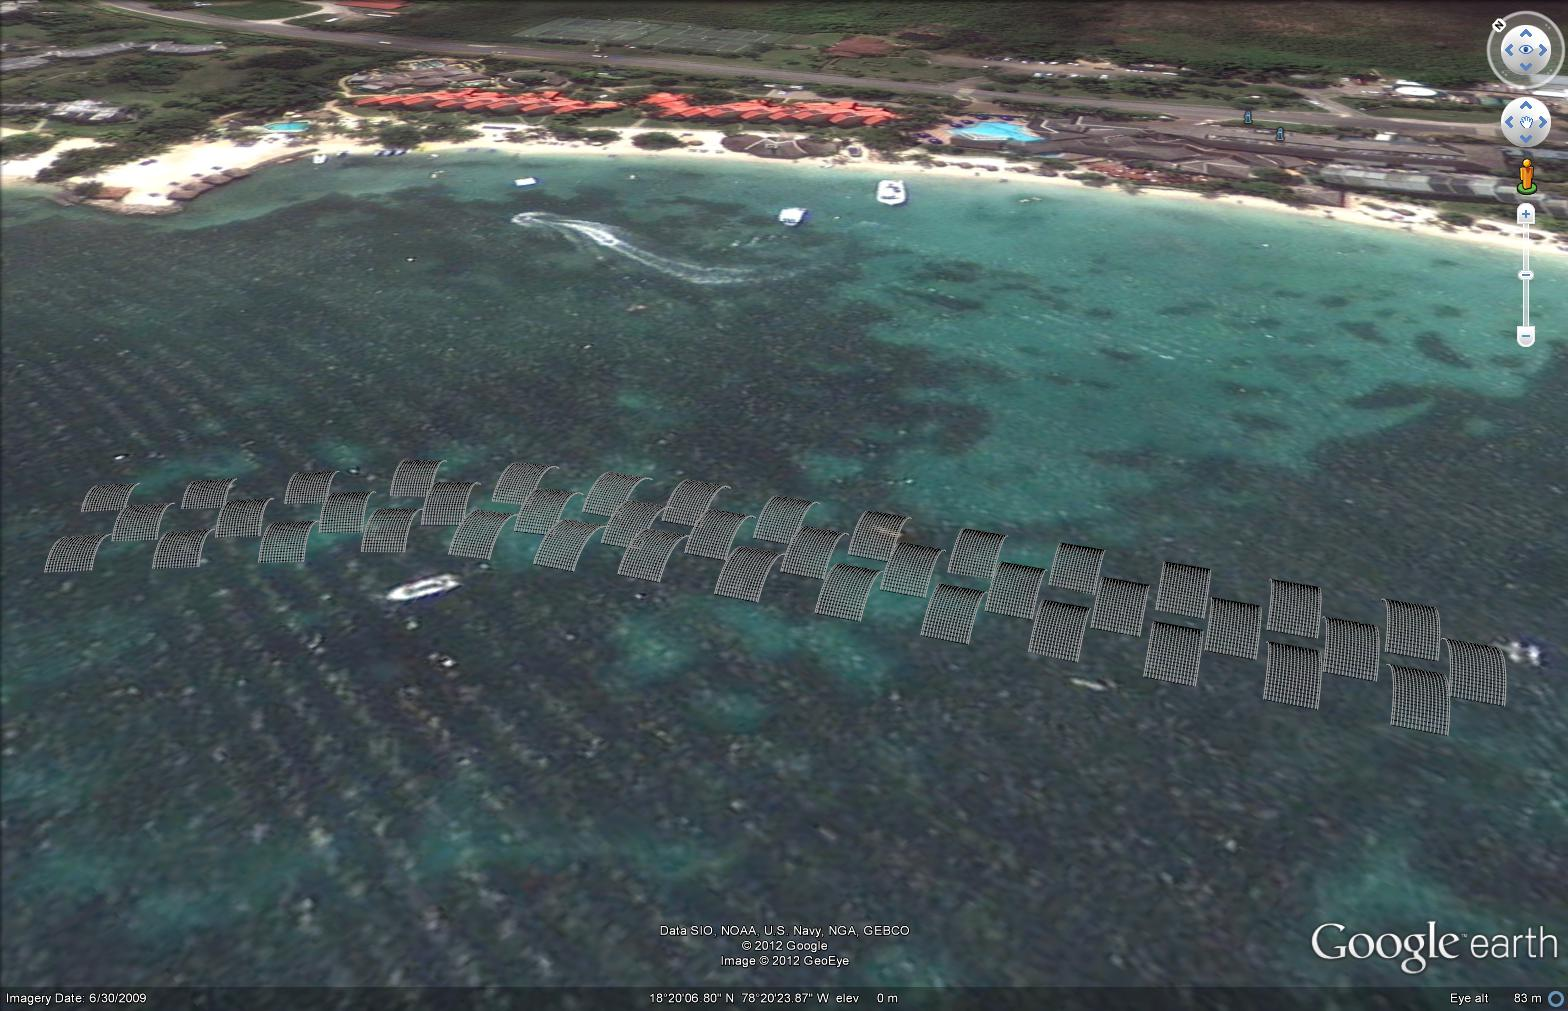 N
Data SIO, NOAA, U.S. Navy, NGA, GEBCO
© 2012 Google
Image © 2012 GeoEye
Google earth
Imagery Date: 6/30/2009
18°20'06.80" N 78°20'23.87" W elev 0 m
Eye alt 83 m